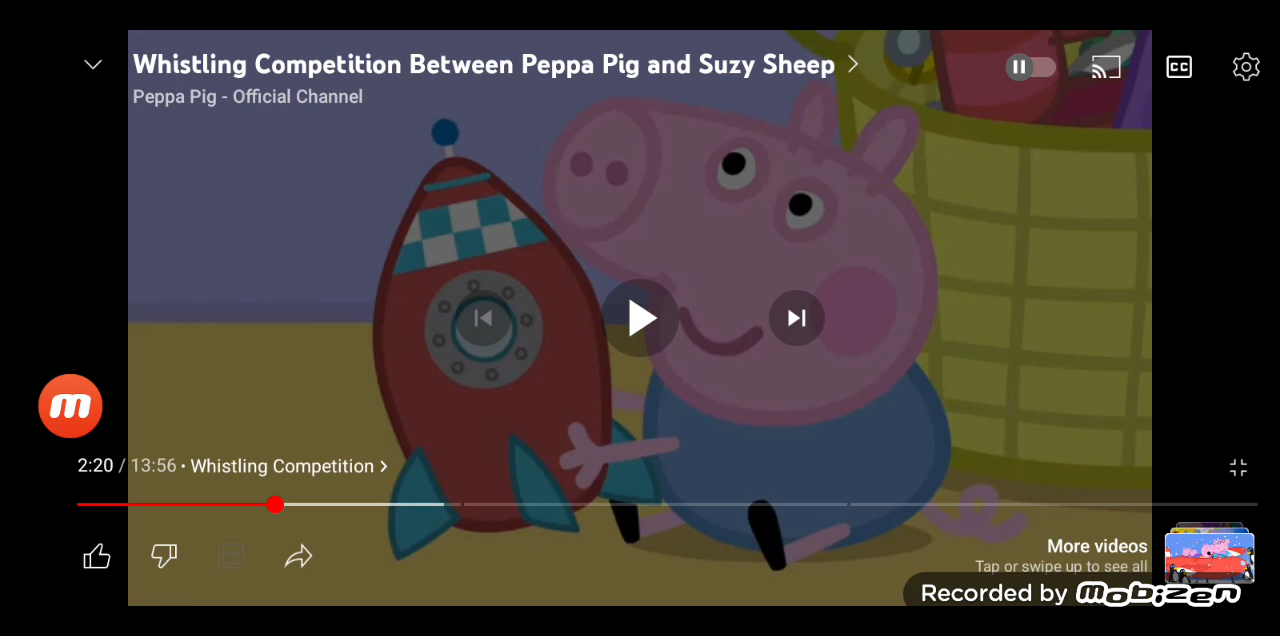 Whistling Competition Between Peppa Pig and Suzy Sheep
Peppa Pig - Official Channel
CC
m
2:20 / 13:56 • Whistling Competition
More videos
Tap or swipe up to see all
Recorded by mobizen